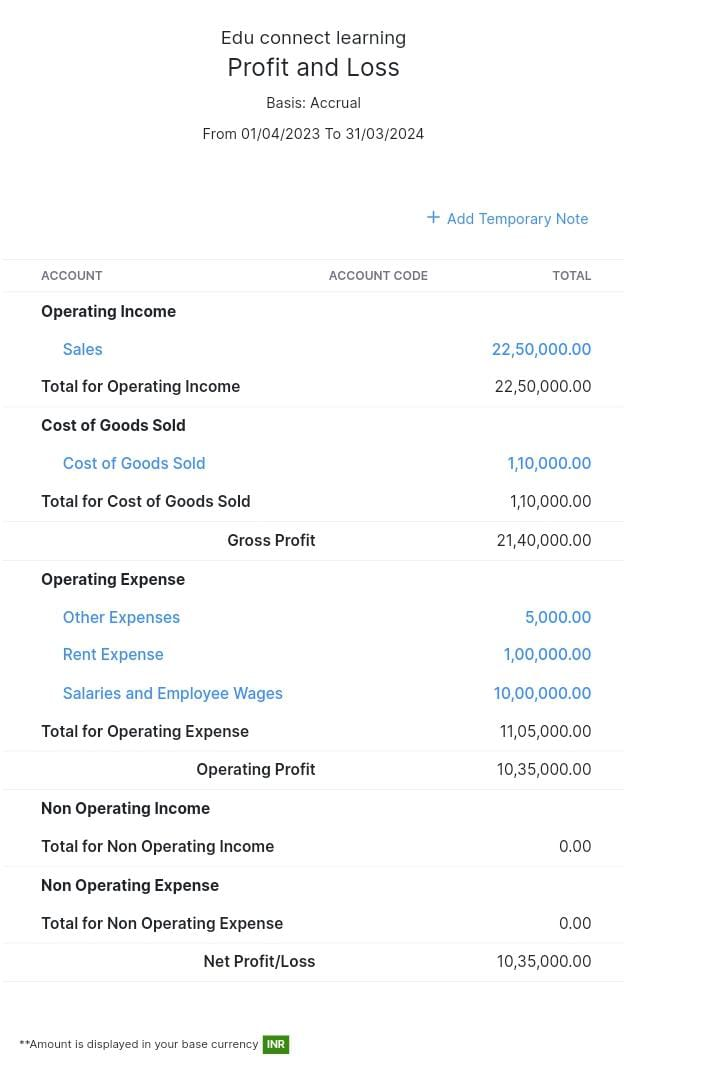 Edu connect learning
Profit and Loss
Basis: Accrual
From 01/04/2023 To 31/03/2024
+ Add Temporary Note
ACCOUNT ACCOUNT CODE TOTAL
Operating Income
Sales 22,50,000.00
Total for Operating Income 22,50,000.00
Cost of Goods Sold
Cost of Goods Sold 1,10,000.00
Total for Cost of Goods Sold 1,10,000.00
Gross Profit 21,40,000.00
Operating Expense
Other Expenses 5,000.00
Rent Expense 1,00,000.00
Salaries and Employee Wages 10,00,000.00
Total for Operating Expense 11,05,000.00
Operating Profit 10,35,000.00
Non Operating Income
Total for Non Operating Income 0.00
Non Operating Expense
Total for Non Operating Expense 0.00
Net Profit/Loss 10,35,000.00
**Amount is displayed in your base currency INR